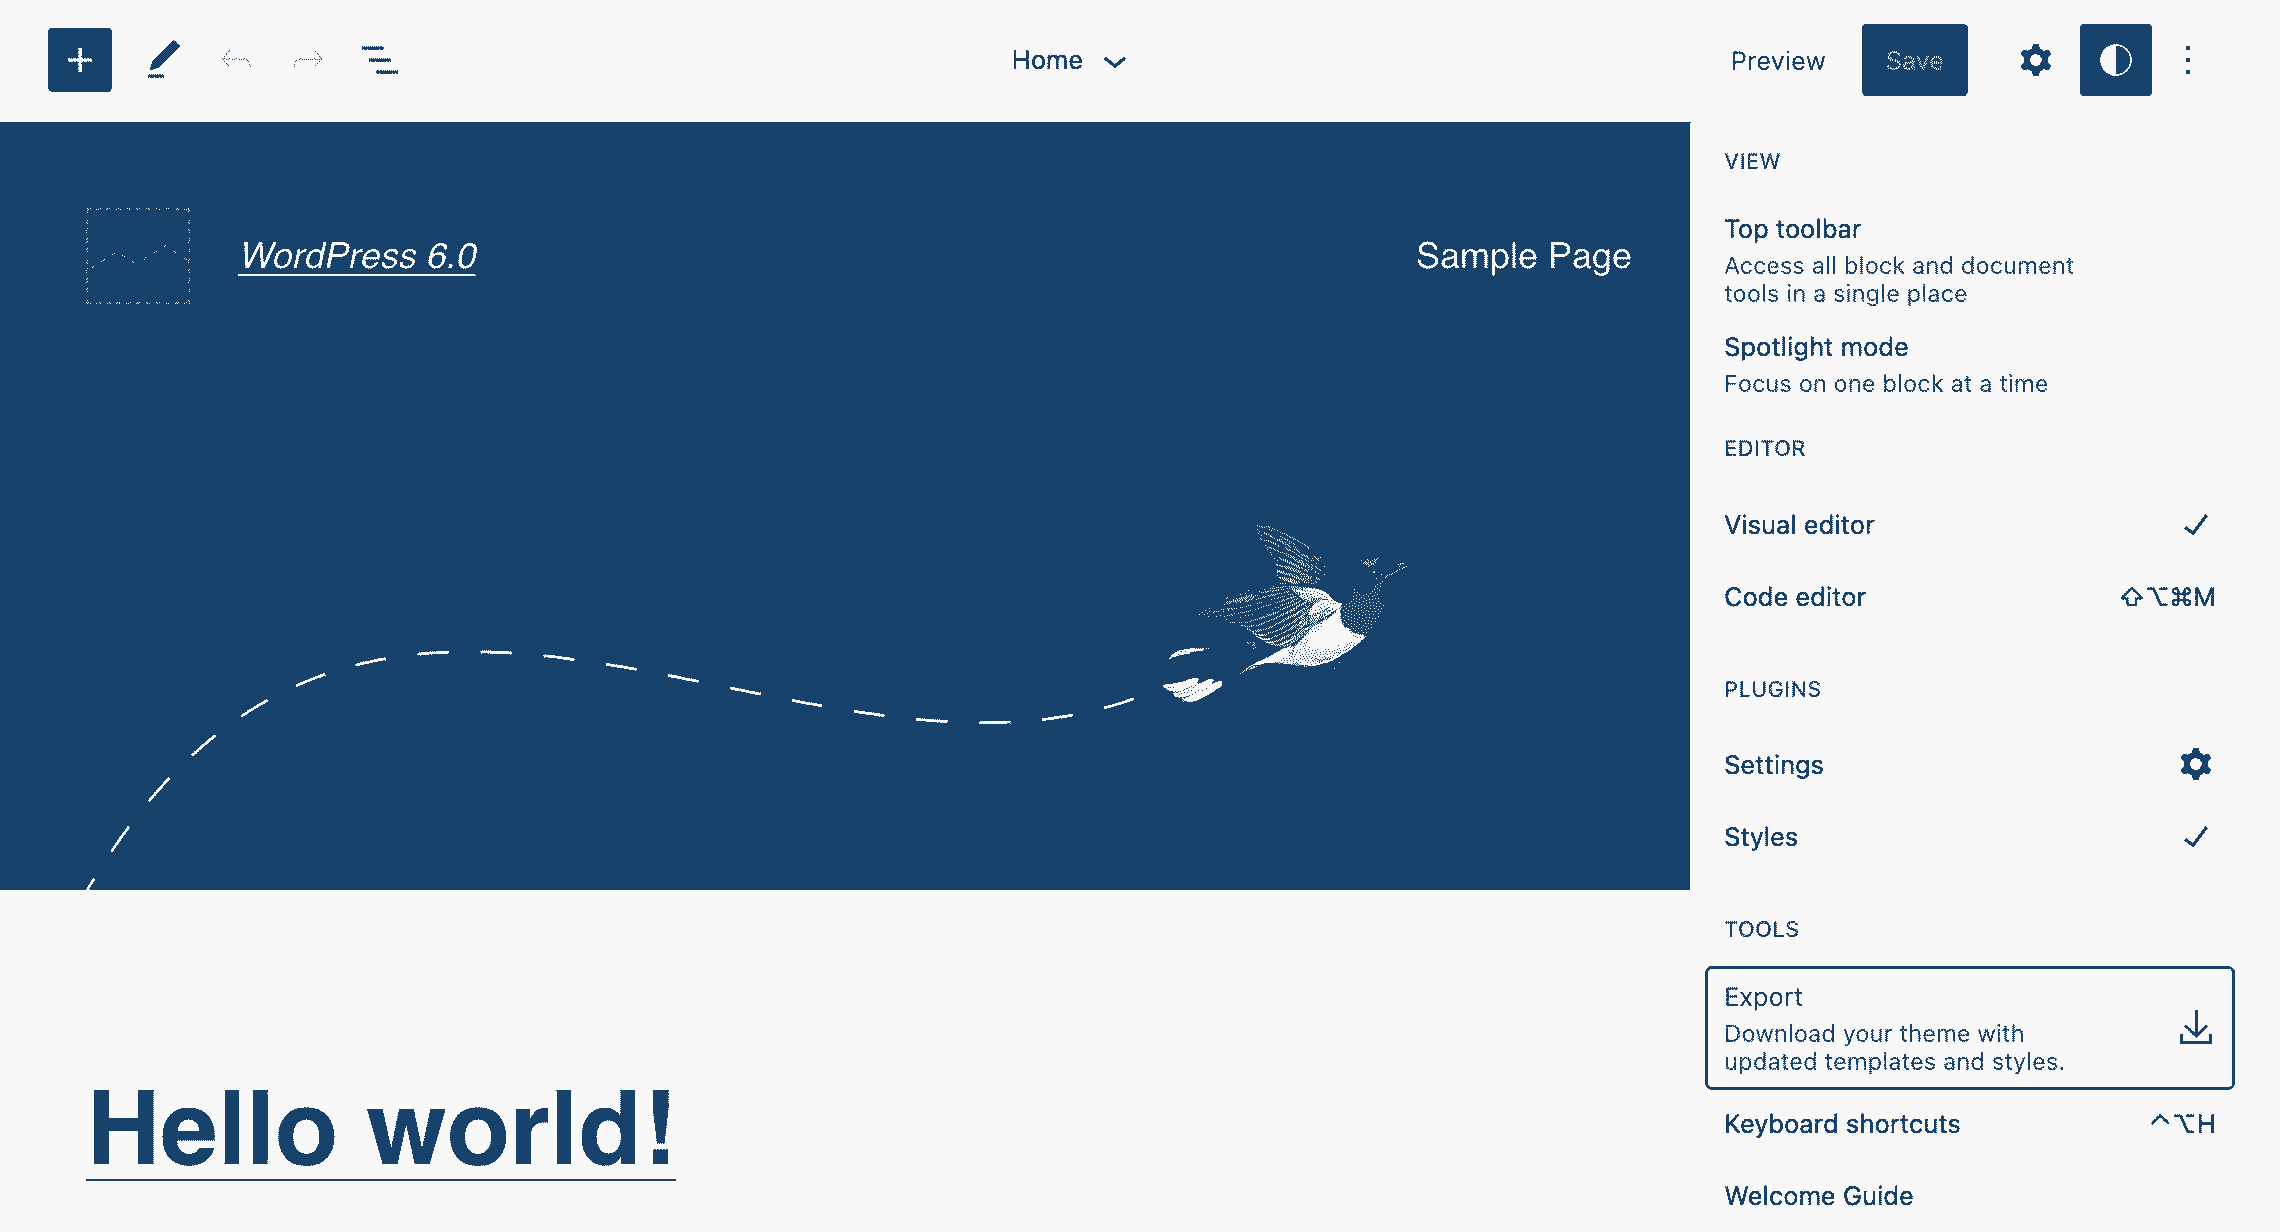 Home
Preview
Save
VIEW
WordPress 6.0
Sample Page
Top toolbar
Access all block and document
tools in a single place
Spotlight mode
Focus on one block at a time
EDITOR
Visual editor
Code editor ⇧⌥⌘M
PLUGINS
Settings
Styles
TOOLS
Export
Download your theme with
updated templates and styles.
Hello world!
Keyboard shortcuts ^⌥H
Welcome Guide